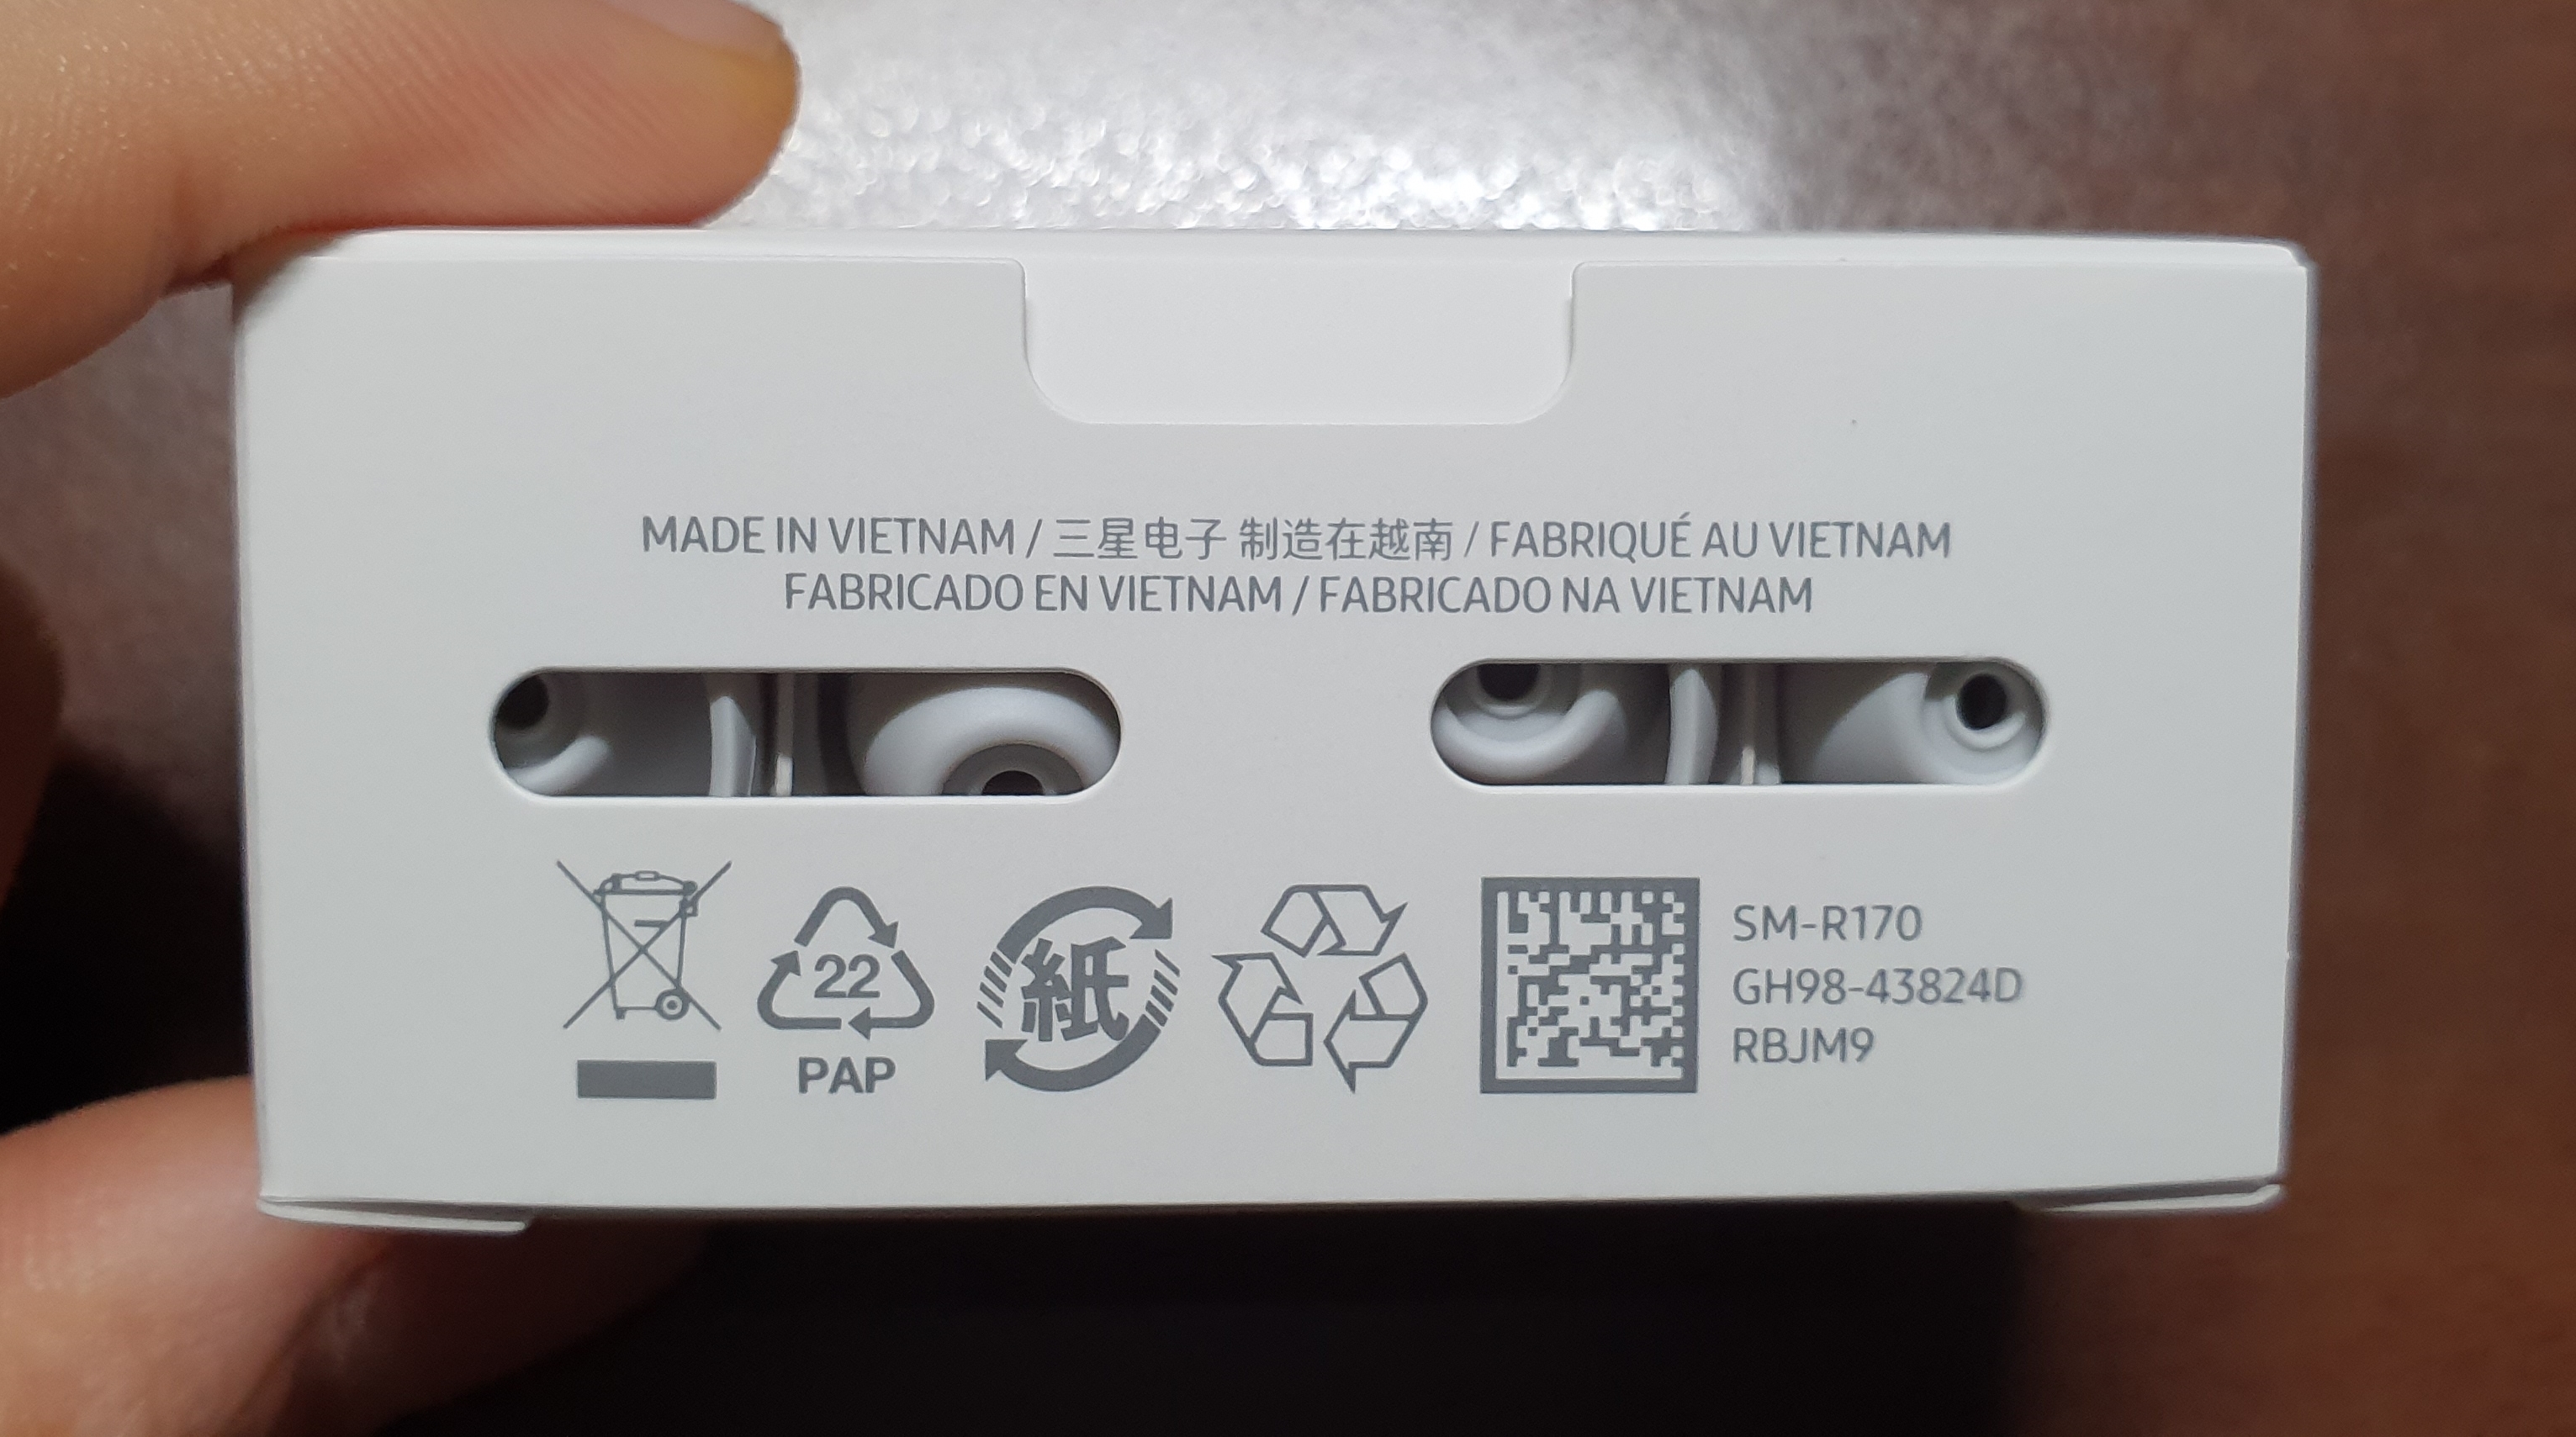 MADE IN VIETNAM / 三星电子 制造在越南 / FABRIQUÉ AU VIETNAM
FABRICADO EN VIETNAM / FABRICADO NA VIETNAM
22
PAP
紙
SM-R170
GH98-43824D
RBJM9